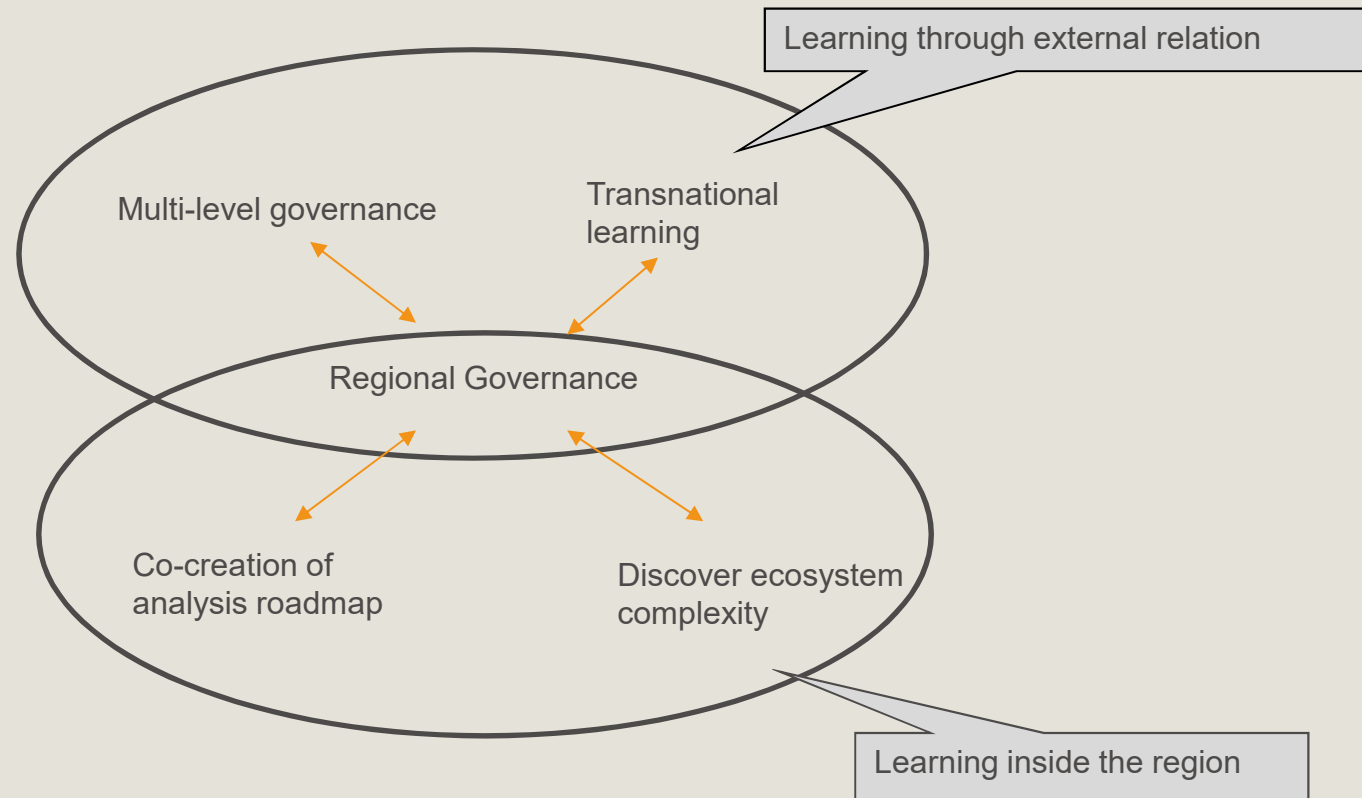 Learning through external relation
Multi-level governance
Transnational
learning
Regional Governance
Co-creation of
analysis roadmap
Discover ecosystem
complexity
Learning inside the region